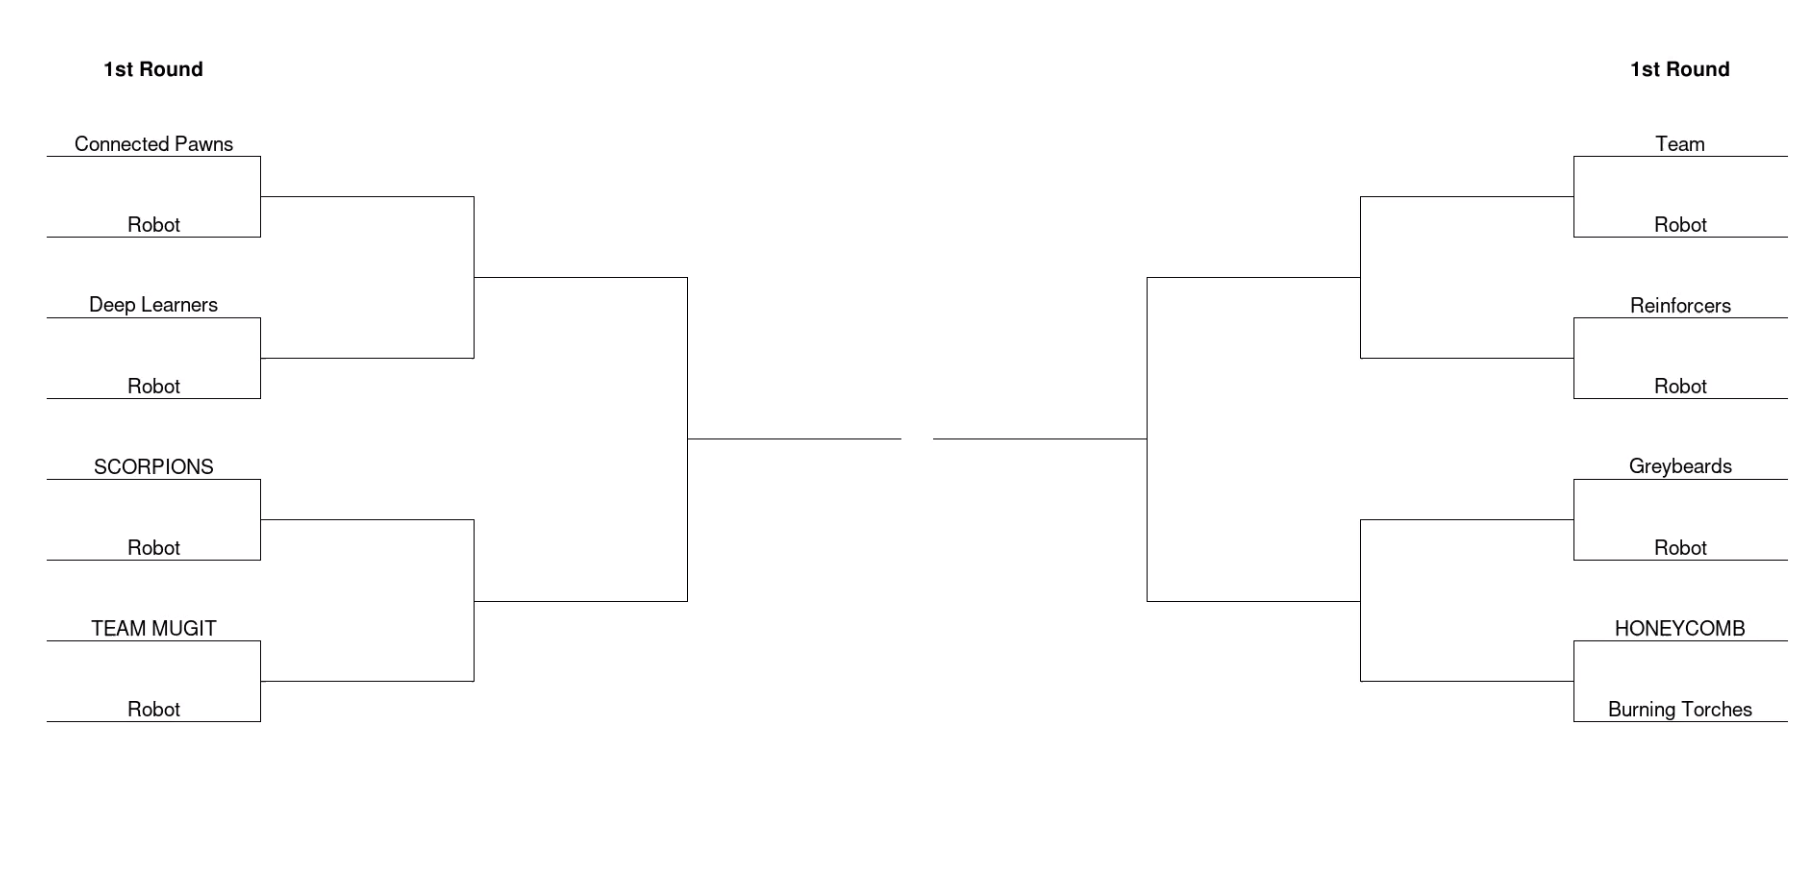 1st Round
1st Round
Connected Pawns
Robot
Deep Learners
Robot
SCORPIONS
Robot
TEAM MUGIT
Robot
Team
Robot
Reinforcers
Robot
Greybeards
Robot
HONEYCOMB
Burning Torches